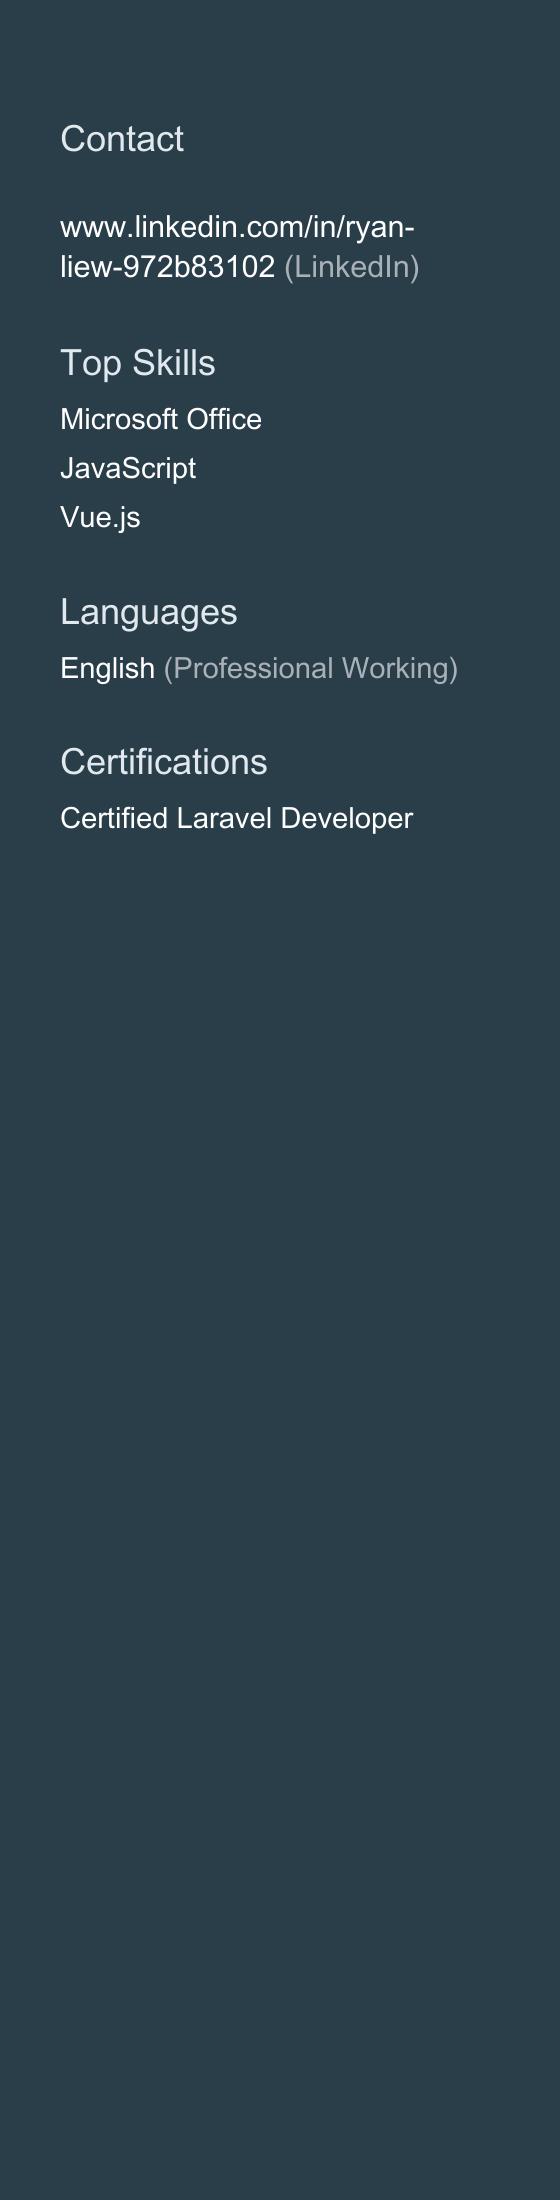 Contact
www.linkedin.com/in/ryan-
liew-972b83102 (LinkedIn)
Top Skills
Microsoft Office
JavaScript
Vue.js
Languages
English (Professional Working)
Certifications
Certified Laravel Developer